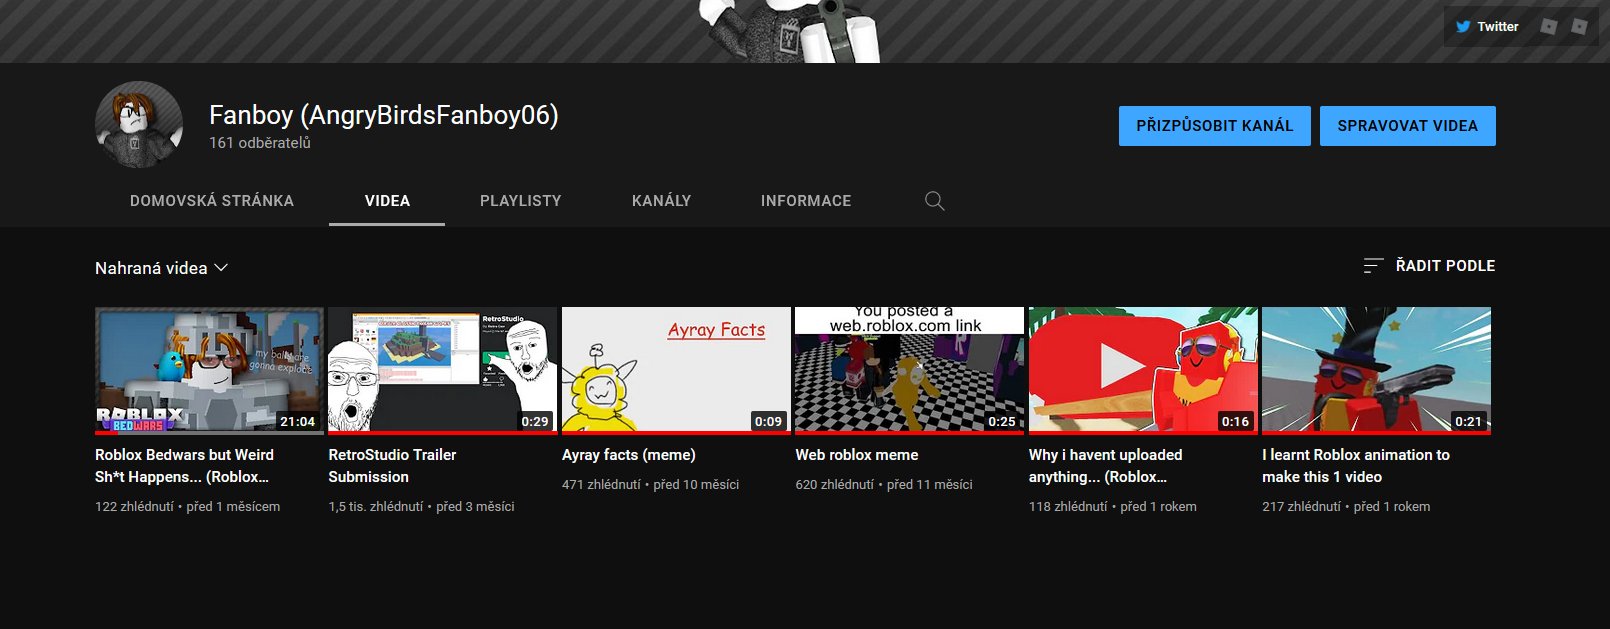 Twitter
Fanboy (AngryBirdsFanboy06)
161 odběratelů
PŘIZPŮSOBIT KANÁL
SPRAVOVAT VIDEA
DOMOVSKÁ STRÁNKA
VIDEA
PLAYLISTY
KANÁLY
INFORMACE
Nahraná videa
ŘADIT PODLE
my balls are
gonna explode
ROBLOX
BEDWARS
21:04
RetroStudio
0:29
Ayray Facts
0:09
You posted a
web.roblox.com link
0:25
0:16
0:21
Roblox Bedwars but Weird
Sh*t Happens... (Roblox...
122 zhlédnutí • před 1 měsícem
RetroStudio Trailer
Submission
1,5 tis. zhlédnutí • před 3 měsíci
Ayray facts (meme)
471 zhlédnutí • před 10 měsíci
Web roblox meme
620 zhlédnutí • před 11 měsíci
Why i havent uploaded
anything... (Roblox...
118 zhlédnutí • před 1 rokem
I learnt Roblox animation to
make this 1 video
217 zhlédnutí • před 1 rokem